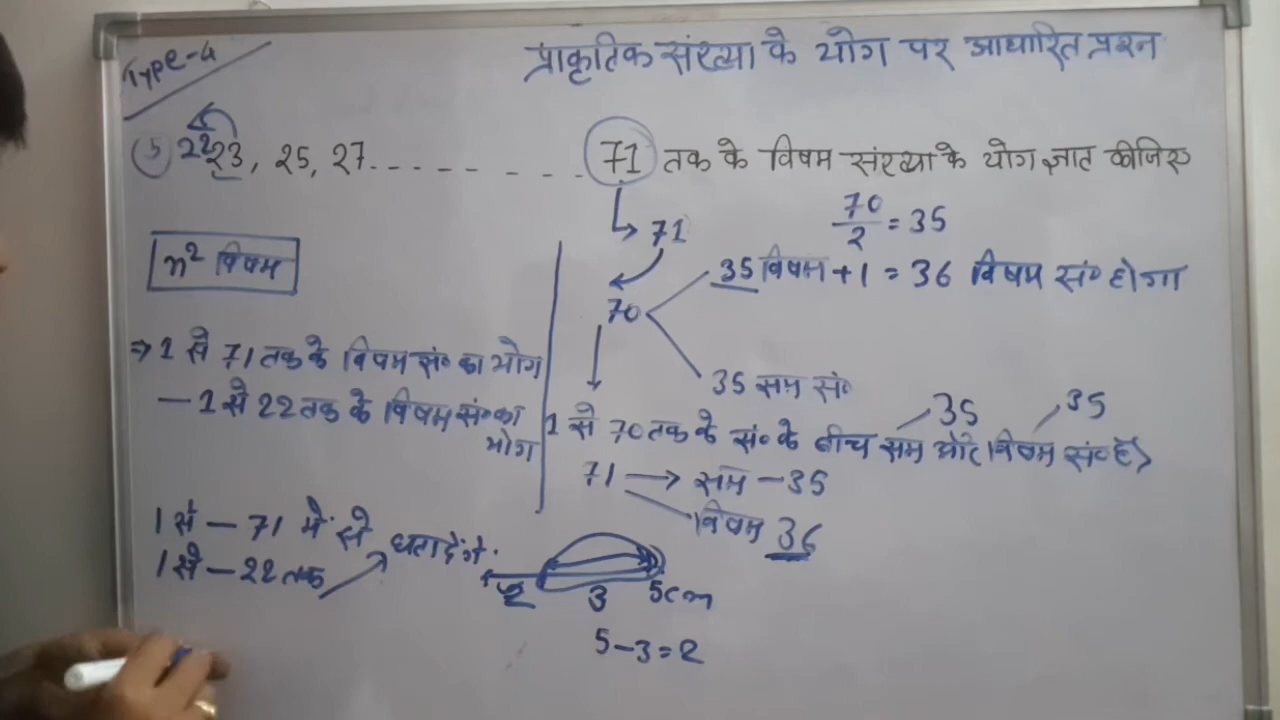 Type-4
प्राकृतिक संख्या के योग पर आधारित प्रश्न
5 22 23, 25, 27 - - - - - - - - - - 71 तक के विषम संख्या के योग ज्ञात कीजिए
71
70/2 = 35
n² विषम
35 विषम + 1 = 36 विषम सं० होगा
70
35 सम सं०
⇒ 1 से 71 तक के विषम सं० का योग
— 1 से 22 तक के विषम सं० का योग
35 35
1 से 70 तक के सं० के बीच सम और विषम सं० है
71 → सम - 35
विषम 36
1 से — 71 में से घटा देंगे
1 से — 22 तक
2 3 5cm
5-3=2